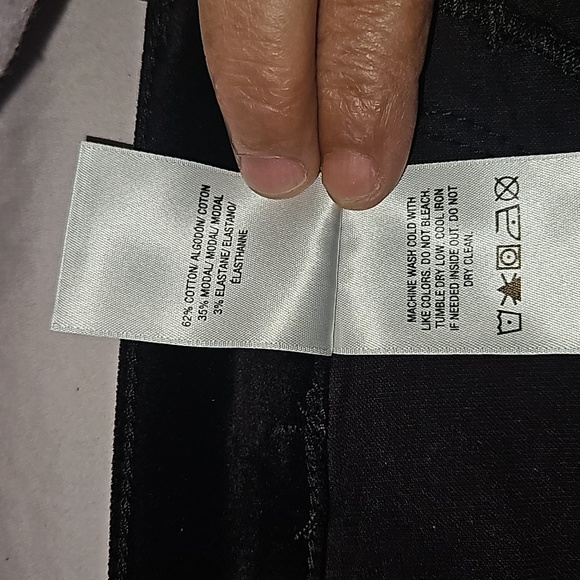 62% COTTON/ ALGODÓN/ COTON
35% MODAL/ MODAL/ MODAL
3% ELASTANE/ ELASTANO/
ÉLASTHANNE
MACHINE WASH COLD WITH
LIKE COLORS. DO NOT BLEACH.
TUMBLE DRY LOW. COOL IRON
IF NEEDED INSIDE OUT. DO NOT
DRY CLEAN.